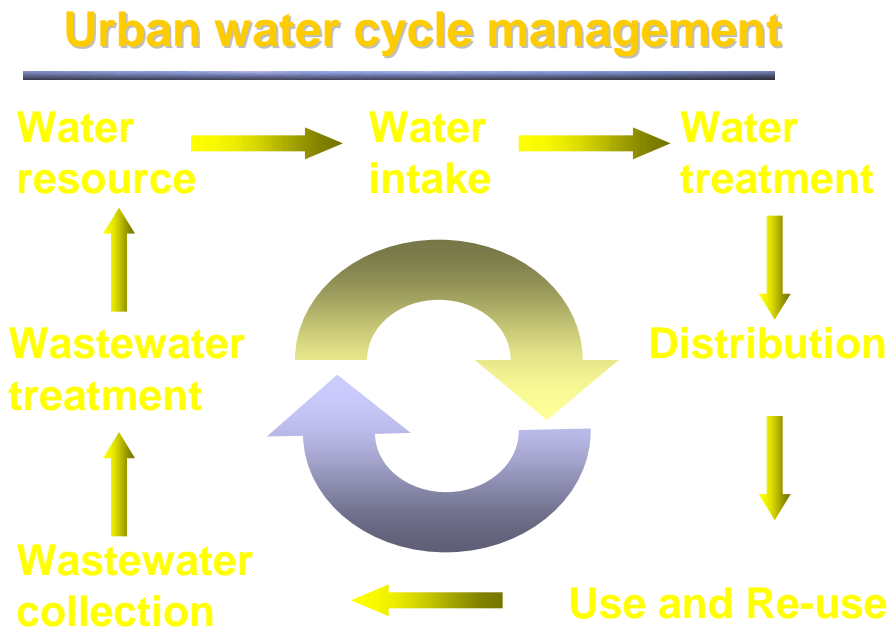 Urban water cycle management
Water
resource
Water
intake
Water
treatment
Wastewater
treatment
Distribution
Wastewater
collection
Use and Re-use